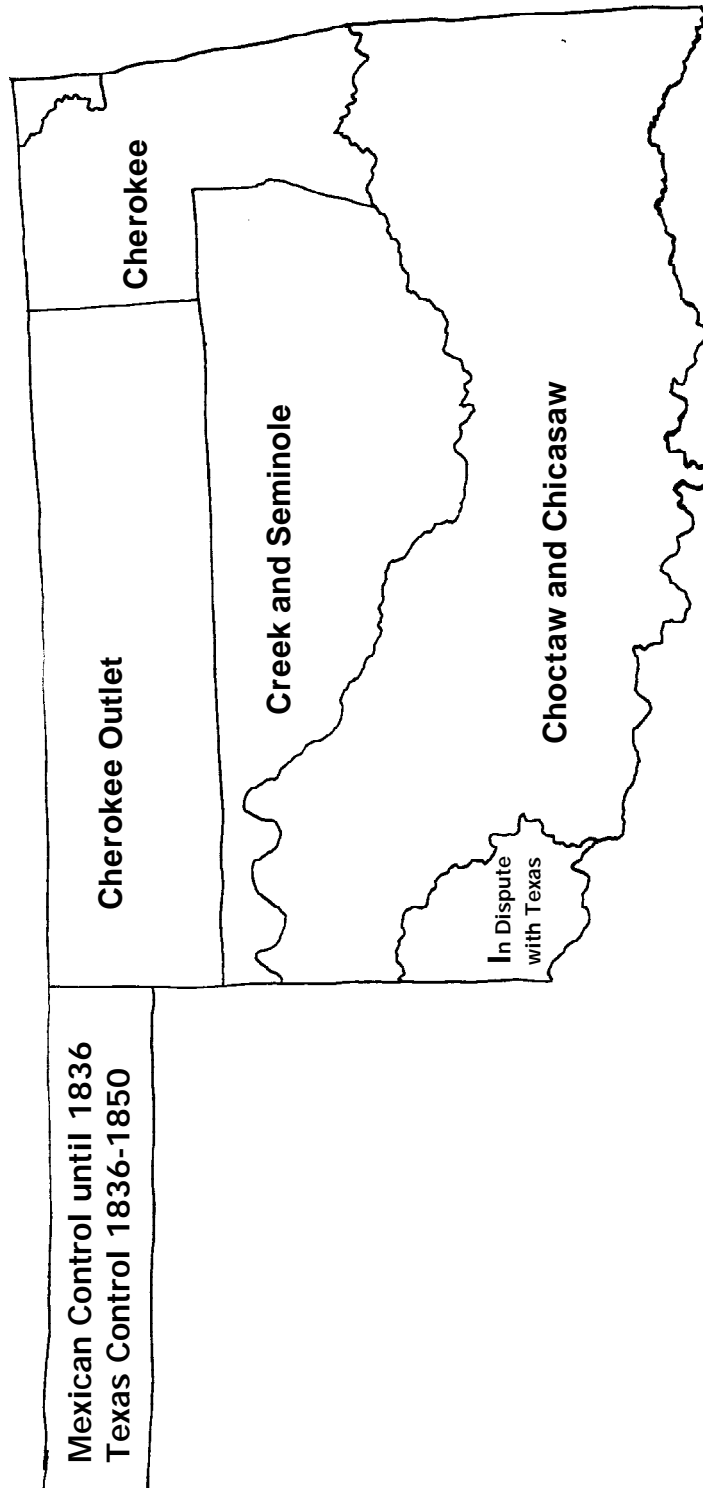 Mexican Control until 1836
Texas Control 1836-1850
Cherokee Outlet
Cherokee
Creek and Seminole
In Dispute
with Texas
Choctaw and Chicasaw